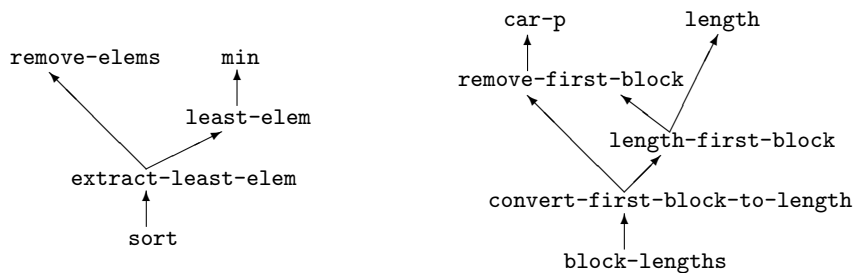 remove-elems min
least-elem
extract-least-elem
sort
car-p length
remove-first-block
length-first-block
convert-first-block-to-length
block-lengths